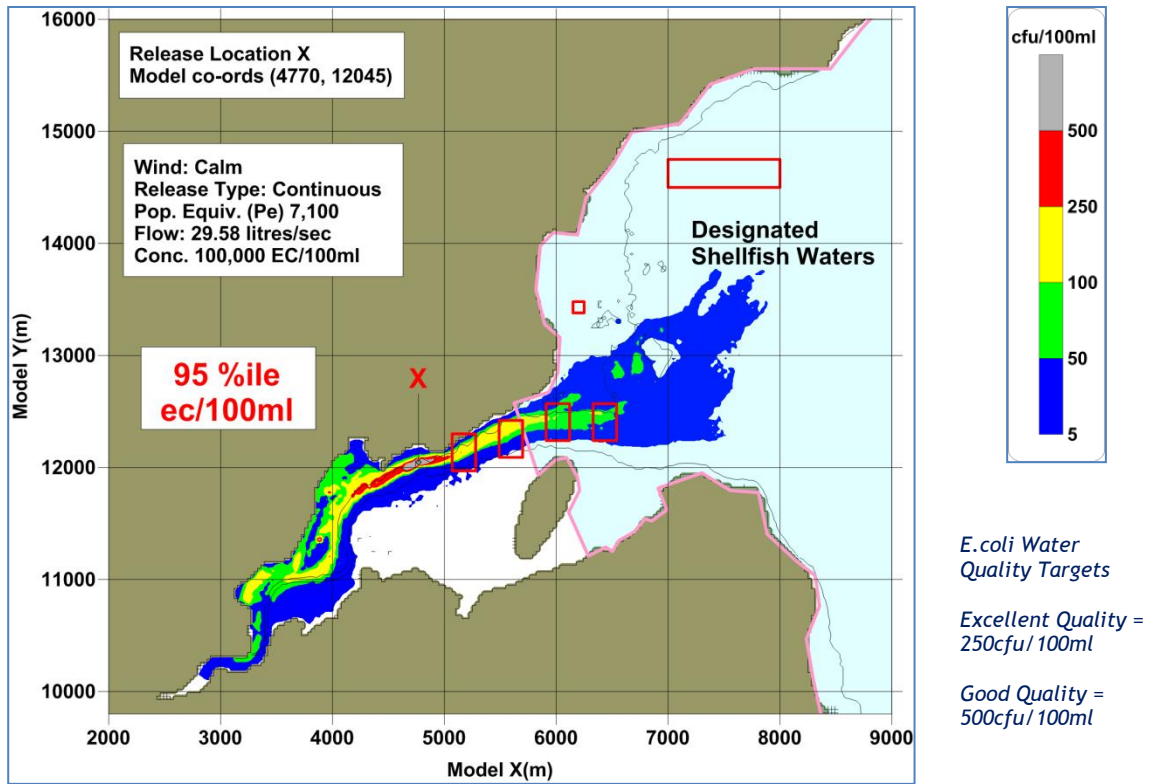 Release Location X
Model co-ords (4770, 12045)
Wind: Calm
Release Type: Continuous
Pop. Equiv. (Pe) 7,100
Flow: 29.58 litres/sec
Conc. 100,000 EC/100ml
95 %ile
ec/100ml
X
Designated
Shellfish Waters
Model Y(m)
16000
15000
14000
13000
12000
11000
10000
2000 3000 4000 5000 6000 7000 8000 9000
Model X(m)
cfu/100ml
500
250
100
50
5
E.coli Water
Quality Targets
Excellent Quality =
250cfu/100ml
Good Quality =
500cfu/100ml